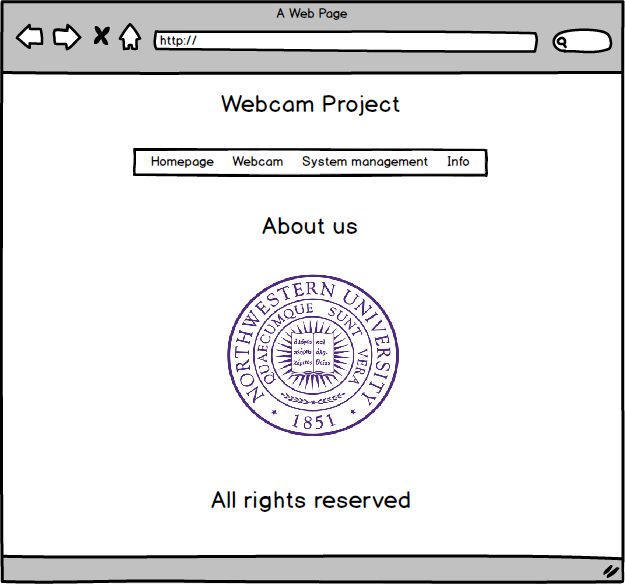 A Web Page
http://
Webcam Project
Homepage Webcam System management Info
About us
NORTHWESTERN UNIVERSITY
QUAECUMQUE SUNT VERA
1851
All rights reserved